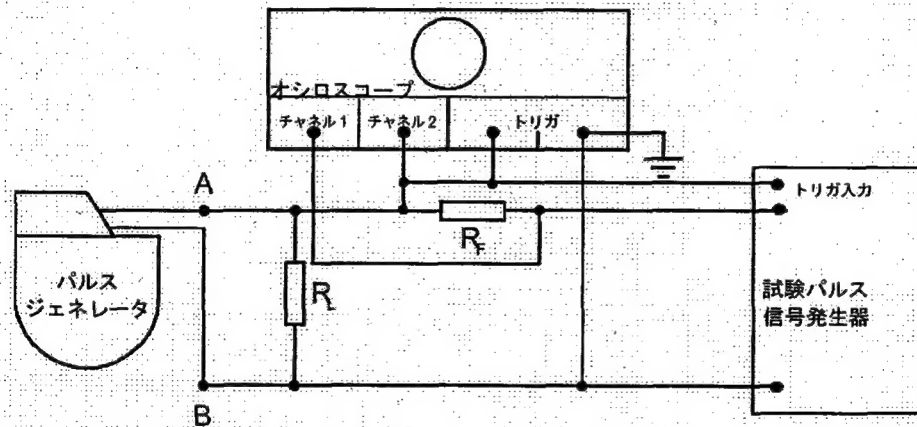 オシロスコープ
チャネル1
チャネル2
トリガ
A
トリガ入力
R_F
パルス
ジェネレータ
R_L
試験パルス
信号発生器
B